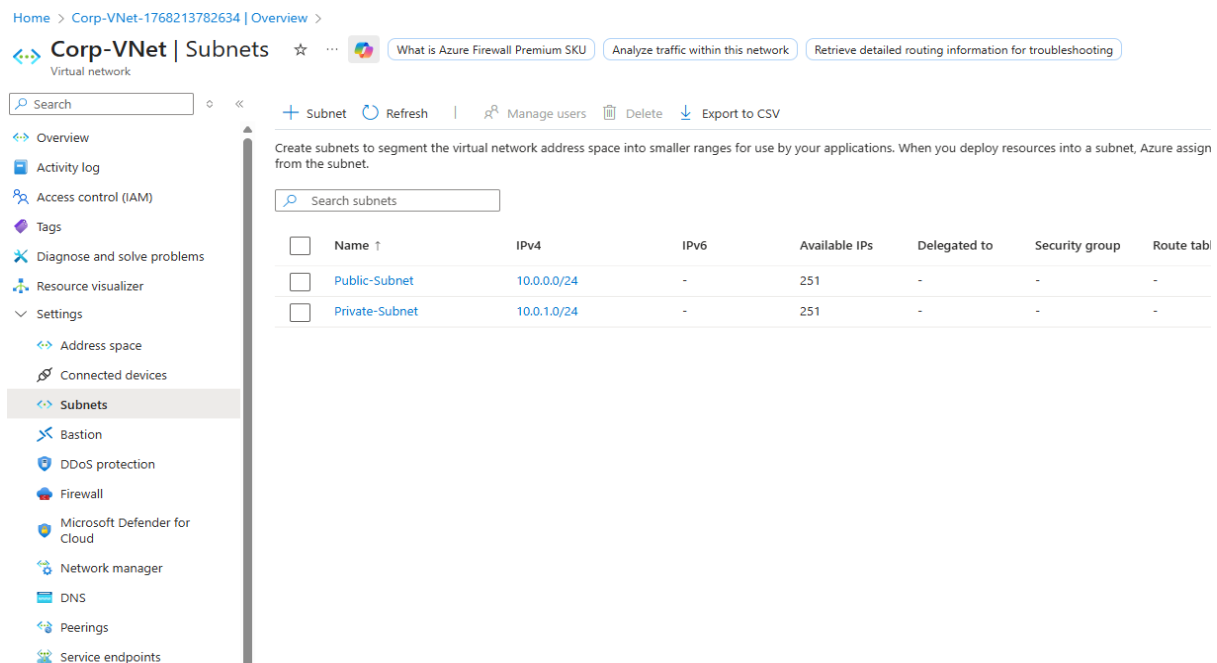 Home > Corp-VNet-1768213782634 | Overview >
Corp-VNet | Subnets ☆ ... What is Azure Firewall Premium SKU Analyze traffic within this network Retrieve detailed routing information for troubleshooting
Virtual network
Search
+ Subnet Refresh | Manage users Delete Export to CSV
Overview
Activity log
Access control (IAM)
Tags
Diagnose and solve problems
Resource visualizer
Settings
Address space
Connected devices
Subnets
Bastion
DDoS protection
Firewall
Microsoft Defender for
Cloud
Network manager
DNS
Peerings
Service endpoints
Create subnets to segment the virtual network address space into smaller ranges for use by your applications. When you deploy resources into a subnet, Azure assign
from the subnet.
Search subnets
Name ↑ IPv4 IPv6 Available IPs Delegated to Security group Route tabl
Public-Subnet 10.0.0.0/24 - 251 - - -
Private-Subnet 10.0.1.0/24 - 251 - - -